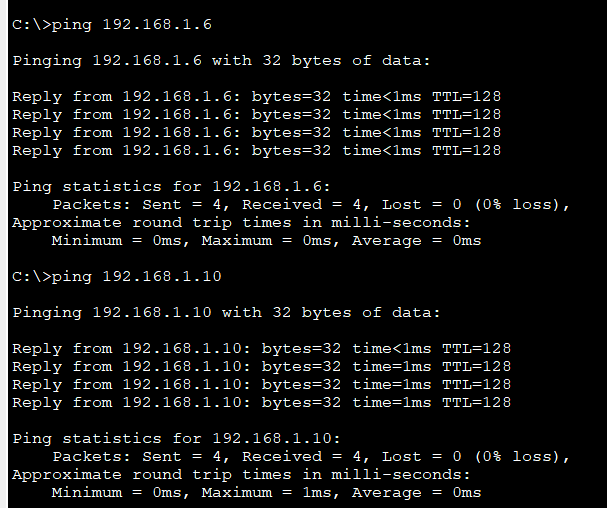 C:\>ping 192.168.1.6
Pinging 192.168.1.6 with 32 bytes of data:
Reply from 192.168.1.6: bytes=32 time<1ms TTL=128
Reply from 192.168.1.6: bytes=32 time<1ms TTL=128
Reply from 192.168.1.6: bytes=32 time<1ms TTL=128
Reply from 192.168.1.6: bytes=32 time<1ms TTL=128
Ping statistics for 192.168.1.6:
Packets: Sent = 4, Received = 4, Lost = 0 (0% loss),
Approximate round trip times in milli-seconds:
Minimum = 0ms, Maximum = 0ms, Average = 0ms
C:\>ping 192.168.1.10
Pinging 192.168.1.10 with 32 bytes of data:
Reply from 192.168.1.10: bytes=32 time<1ms TTL=128
Reply from 192.168.1.10: bytes=32 time=1ms TTL=128
Reply from 192.168.1.10: bytes=32 time=1ms TTL=128
Reply from 192.168.1.10: bytes=32 time=1ms TTL=128
Ping statistics for 192.168.1.10:
Packets: Sent = 4, Received = 4, Lost = 0 (0% loss),
Approximate round trip times in milli-seconds:
Minimum = 0ms, Maximum = 1ms, Average = 0ms